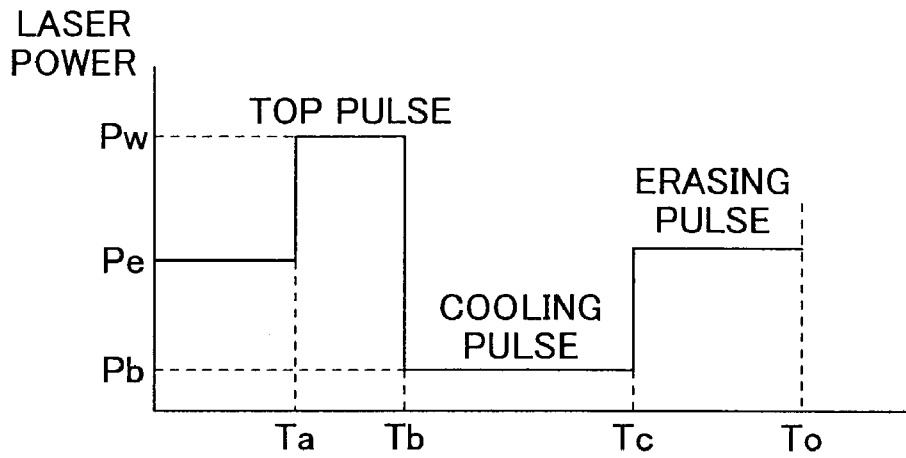 LASER
POWER
TOP PULSE
Pw
ERASING
PULSE
Pe
COOLING
PULSE
Pb
Ta Tb Tc To